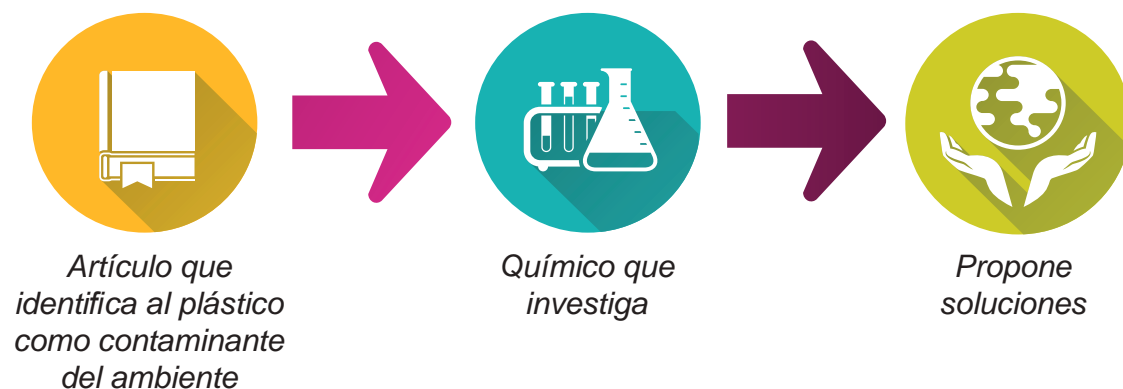 Artículo que
identifica al plástico
como contaminante
del ambiente
Químico que
investiga
Propone
soluciones